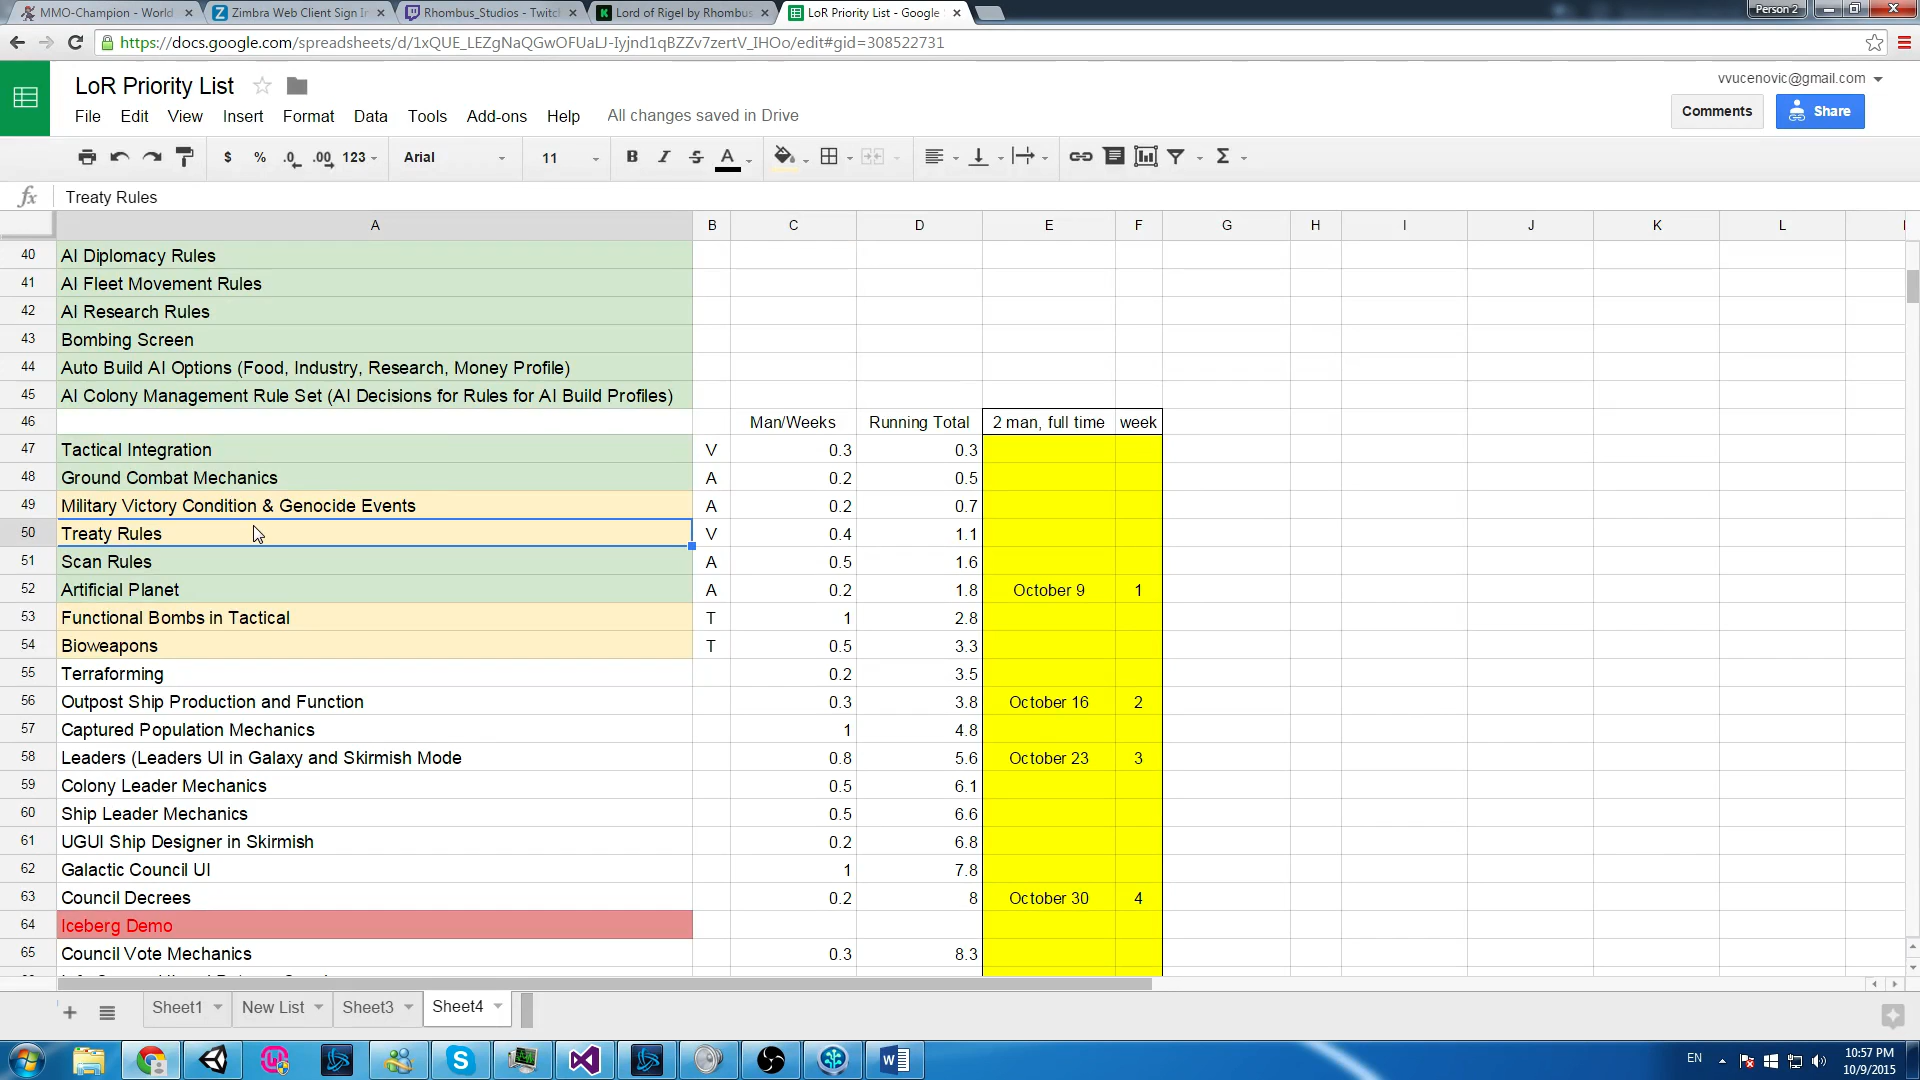 MMO-Champion - World
Zimbra Web Client Sign In
Rhombus_Studios - Twitch
Lord of Rigel by Rhombus
LoR Priority List - Google
Person 2
https://docs.google.com/spreadsheets/d/1xQUE_LEZgNaQGwOFUaLJ-Iyjnd1qBZZv7zertV_IHOo/edit#gid=308522731
LoR Priority List
vvucenovic@gmail.com
File Edit View Insert Format Data Tools Add-ons Help All changes saved in Drive
Comments
Share
$ % .0 .00 123 Arial 11 B I S A Σ
fx Treaty Rules
A B C D E F G H I J K L
40 AI Diplomacy Rules
41 AI Fleet Movement Rules
42 AI Research Rules
43 Bombing Screen
44 Auto Build AI Options (Food, Industry, Research, Money Profile)
45 AI Colony Management Rule Set (AI Decisions for Rules for AI Build Profiles)
46 Man/Weeks Running Total 2 man, full time week
47 Tactical Integration V 0.3 0.3
48 Ground Combat Mechanics A 0.2 0.5
49 Military Victory Condition & Genocide Events A 0.2 0.7
50 Treaty Rules V 0.4 1.1
51 Scan Rules A 0.5 1.6
52 Artificial Planet A 0.2 1.8 October 9 1
53 Functional Bombs in Tactical T 1 2.8
54 Bioweapons T 0.5 3.3
55 Terraforming 0.2 3.5
56 Outpost Ship Production and Function 0.3 3.8 October 16 2
57 Captured Population Mechanics 1 4.8
58 Leaders (Leaders UI in Galaxy and Skirmish Mode 0.8 5.6 October 23 3
59 Colony Leader Mechanics 0.5 6.1
60 Ship Leader Mechanics 0.5 6.6
61 UGUI Ship Designer in Skirmish 0.2 6.8
62 Galactic Council UI 1 7.8
63 Council Decrees 0.2 8 October 30 4
64 Iceberg Demo
65 Council Vote Mechanics 0.3 8.3
+ Sheet1 New List Sheet3 Sheet4
EN
10:57 PM
10/9/2015